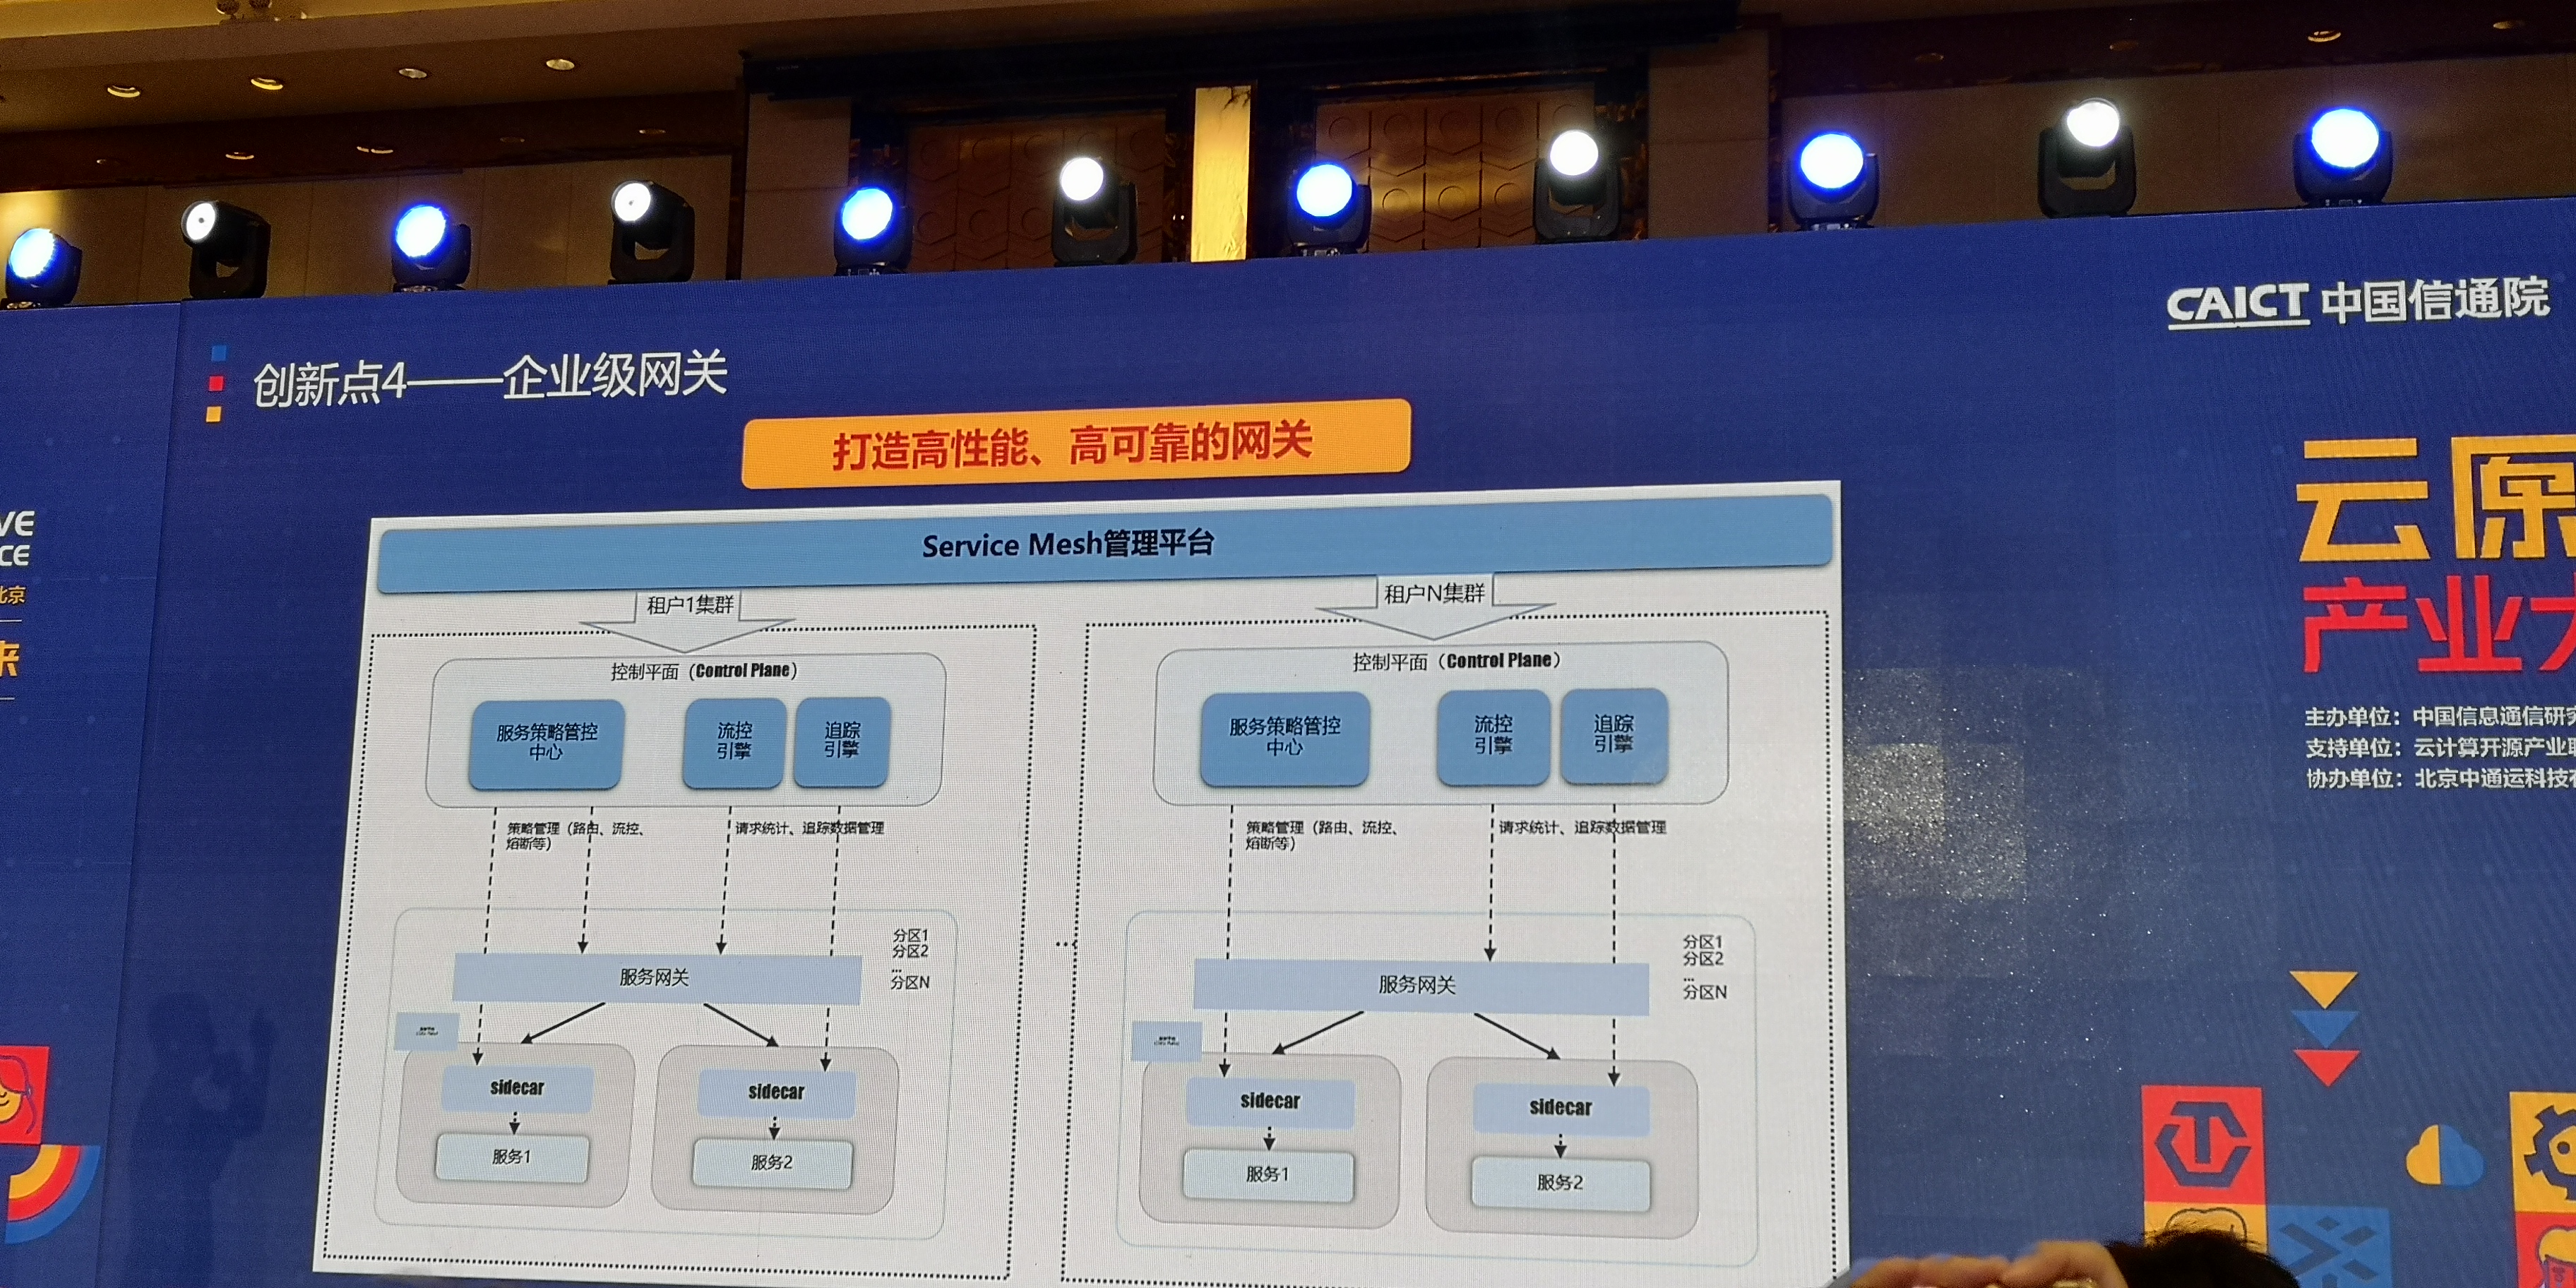 CAICT 中国信通院
创新点4——企业级网关
打造高性能、高可靠的网关
Service Mesh管理平台
租户1集群
控制平面（Control Plane）
服务策略管控
中心
流控
引擎
追踪
引擎
策略管理（路由、流控、
熔断等）
请求统计、追踪数据管理
服务网关
分区1
分区2
...
分区N
sidecar
服务1
sidecar
服务2
...
租户N集群
控制平面（Control Plane）
服务策略管控
中心
流控
引擎
追踪
引擎
策略管理（路由、流控、
熔断等）
请求统计、追踪数据管理
服务网关
分区1
分区2
...
分区N
sidecar
服务1
sidecar
服务2
VE
CE
北京
来
云原
产业大
主办单位：中国信息通信研究
支持单位：云计算开源产业联
协办单位：北京中通运科技有